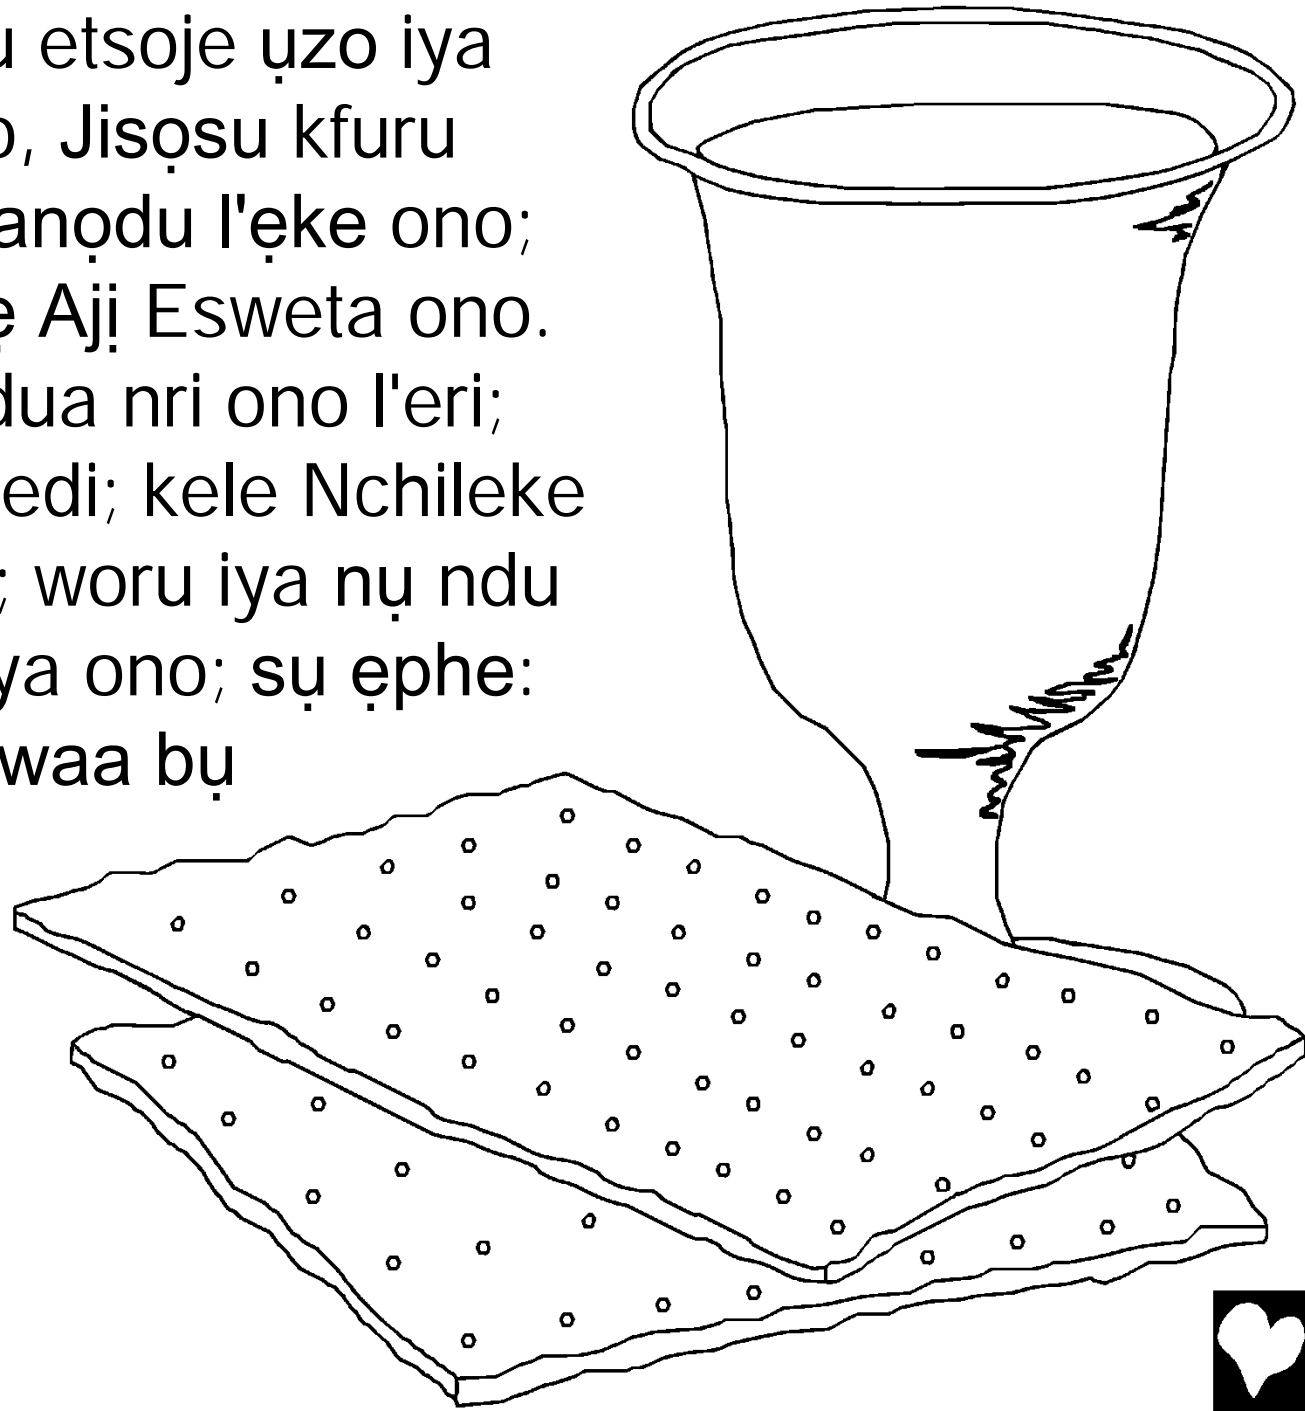 u etsoje ụzo iya
o, Jisọsu kfuru
anọdu l'ẹke ono;
ẹ Ajị Esweta ono.
dua nri ono l'eri;
edi; kele Nchileke
; woru iya nụ ndu
ya ono; sụ ẹphe:
waa bụ